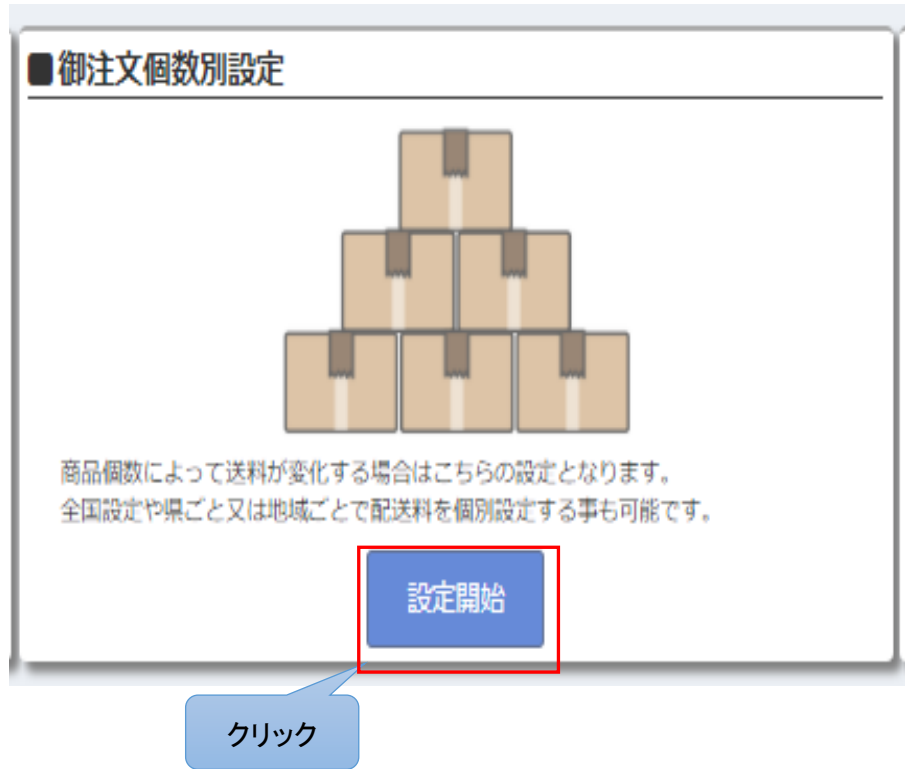 ■御注文個数別設定
商品個数によって送料が変化する場合はこちらの設定となります。
全国設定や県ごと又は地域ごとで配送料を個別設定する事も可能です。
設定開始
クリック